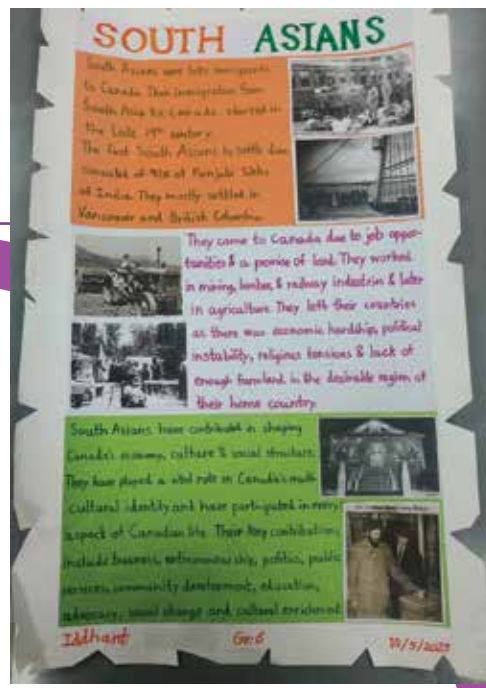 SOUTH ASIANS
South Asians were Sikh immigrants
to Canada. Their immigration from
South Asia to Canada started in
the late 19th century.
The first South Asians to settle
consisted of of Punjabi Sikhs
of India. They mostly settled in
Vancouver and British Columbia.
They came to Canada due to job oppor-
tunities & a promise of land. They worked
in mining, lumber, & railway industries & later
in agriculture. They left their countries
as there was economic hardship, political
instability, religious tensions & lack of
enough farmland in the desirable region of
their home country.
South Asians have contributed in shaping
Canada's economy, culture & social structure.
They have played a vital role in Canada's multi-
cultural identity and have participated in every
aspect of Canadian life. Their key contributions
include business, entrepreneurship, politics, public
services, community development, education,
advocacy, social change and cultural enrichment
Iddhant Gr:6 /5/2025